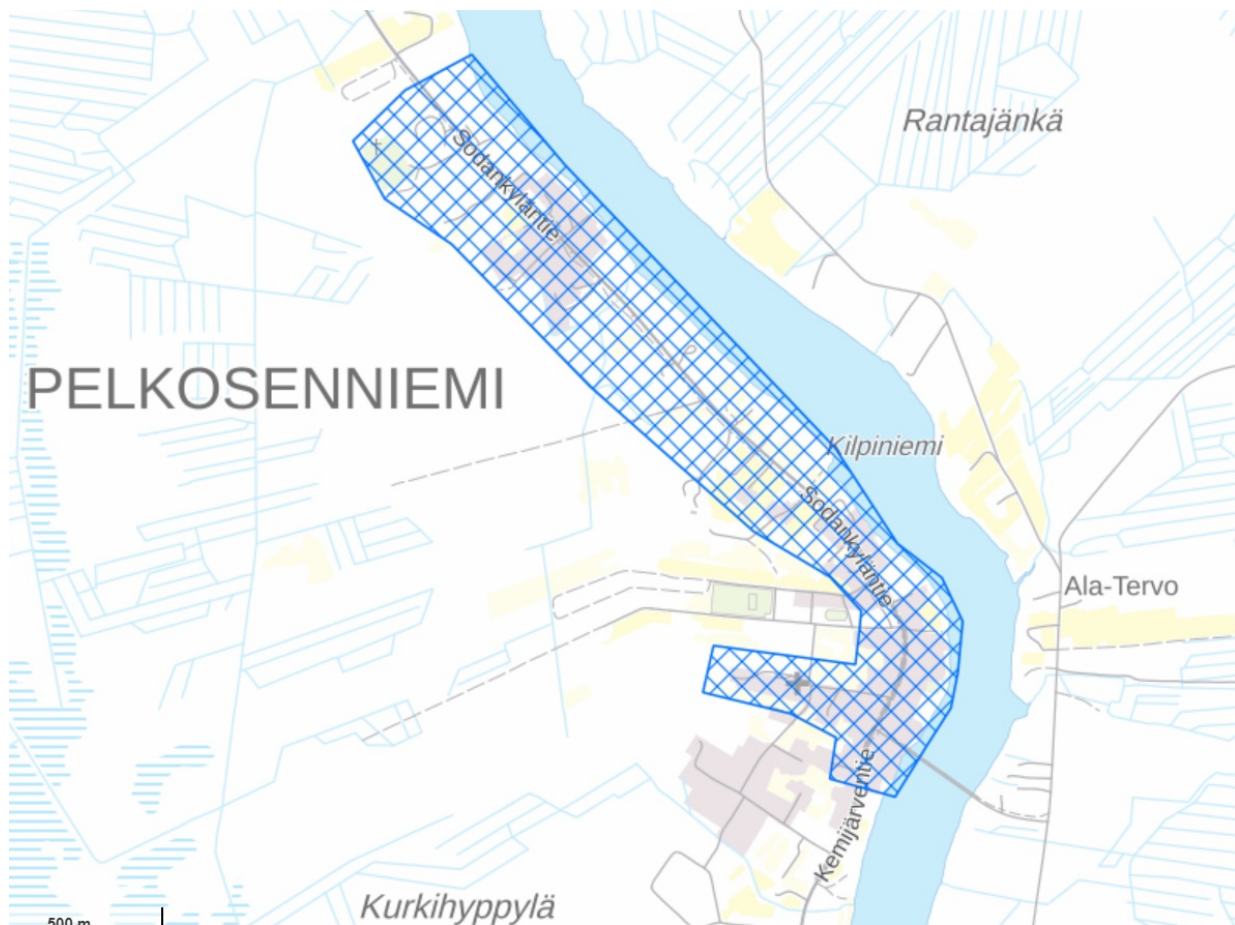 Rantajänkä
Sodankyläntie
PELKOSENNIEMI
Kilpiniemi
Sodankyläntie
Ala-Tervo
Kemijärventie
Kurkihyppylä
500 m